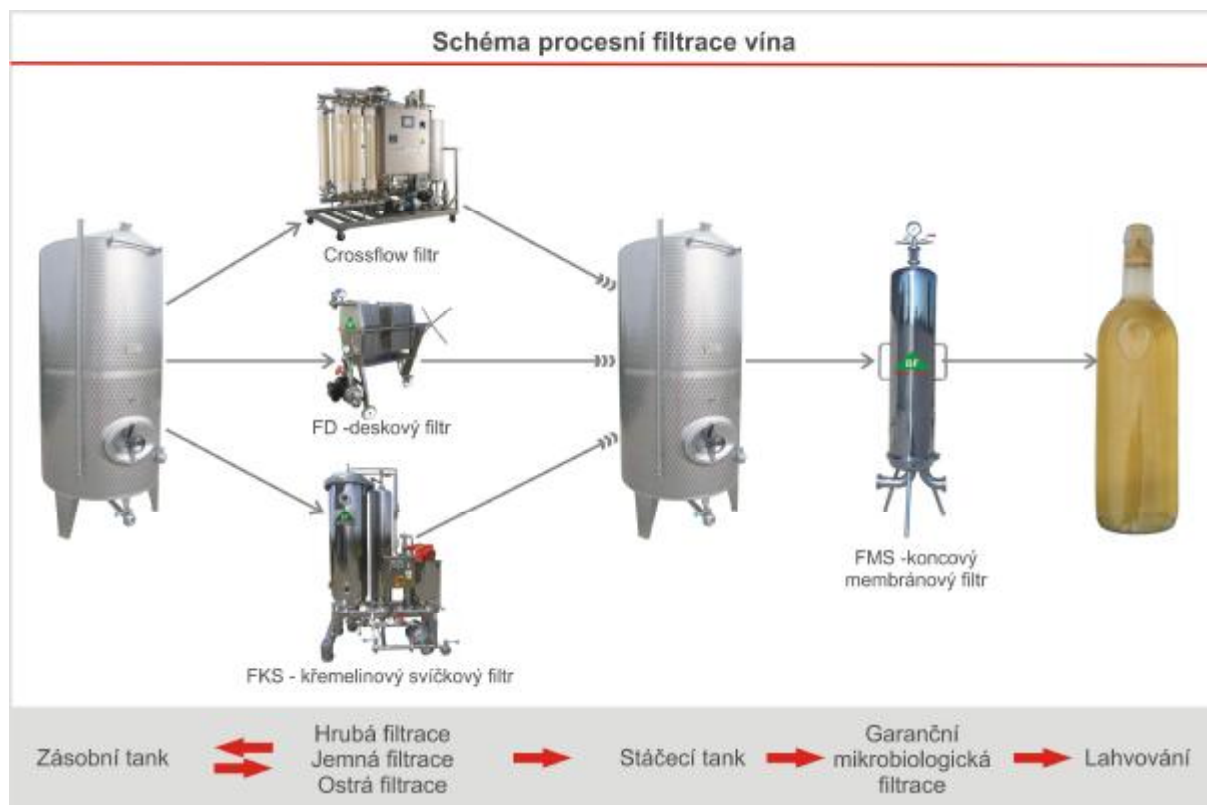 Schéma procesní filtrace vína
Crossflow filtr
FD -deskový filtr
FKS - křemelinový svíčkový filtr
BF
FMS -koncový
membránový filtr
Zásobní tank
Hrubá filtrace
Jemná filtrace
Ostrá filtrace
Stáčecí tank
Garanční
mikrobiologická
filtrace
Lahvování